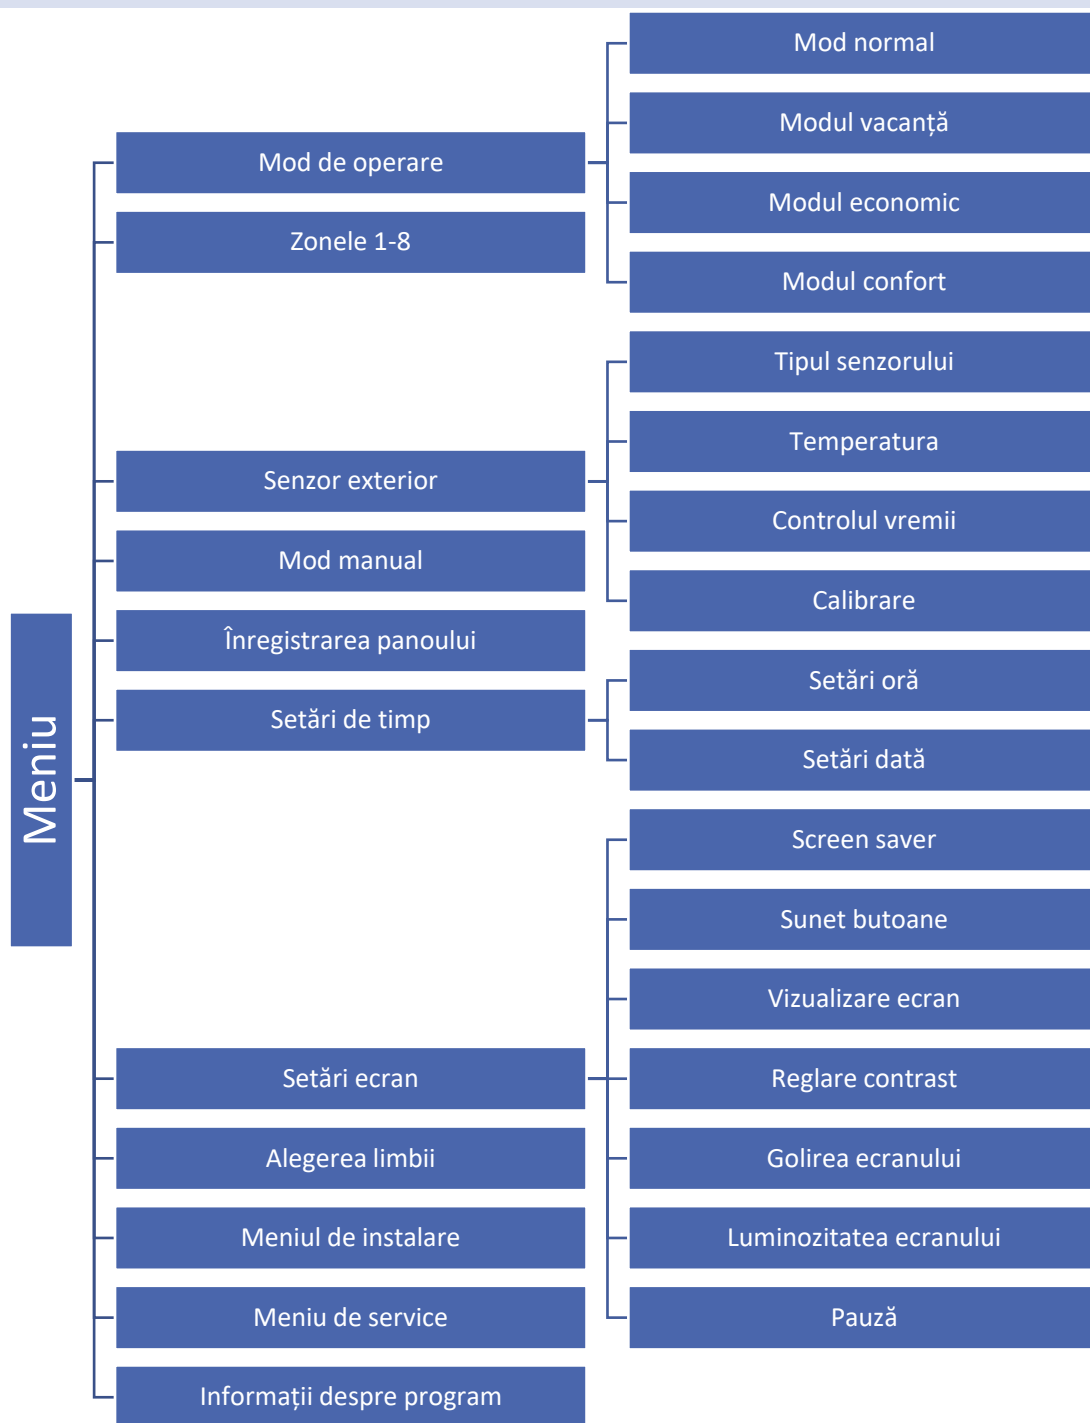 Meniu
Mod de operare
Mod normal
Modul vacanță
Modul economic
Modul confort
Zonele 1-8
Senzor exterior
Tipul senzorului
Temperatura
Controlul vremii
Calibrare
Mod manual
Înregistrarea panoului
Setări de timp
Setări oră
Setări dată
Setări ecran
Screen saver
Sunet butoane
Vizualizare ecran
Reglare contrast
Golirea ecranului
Luminozitatea ecranului
Pauză
Alegerea limbii
Meniul de instalare
Meniu de service
Informații despre program